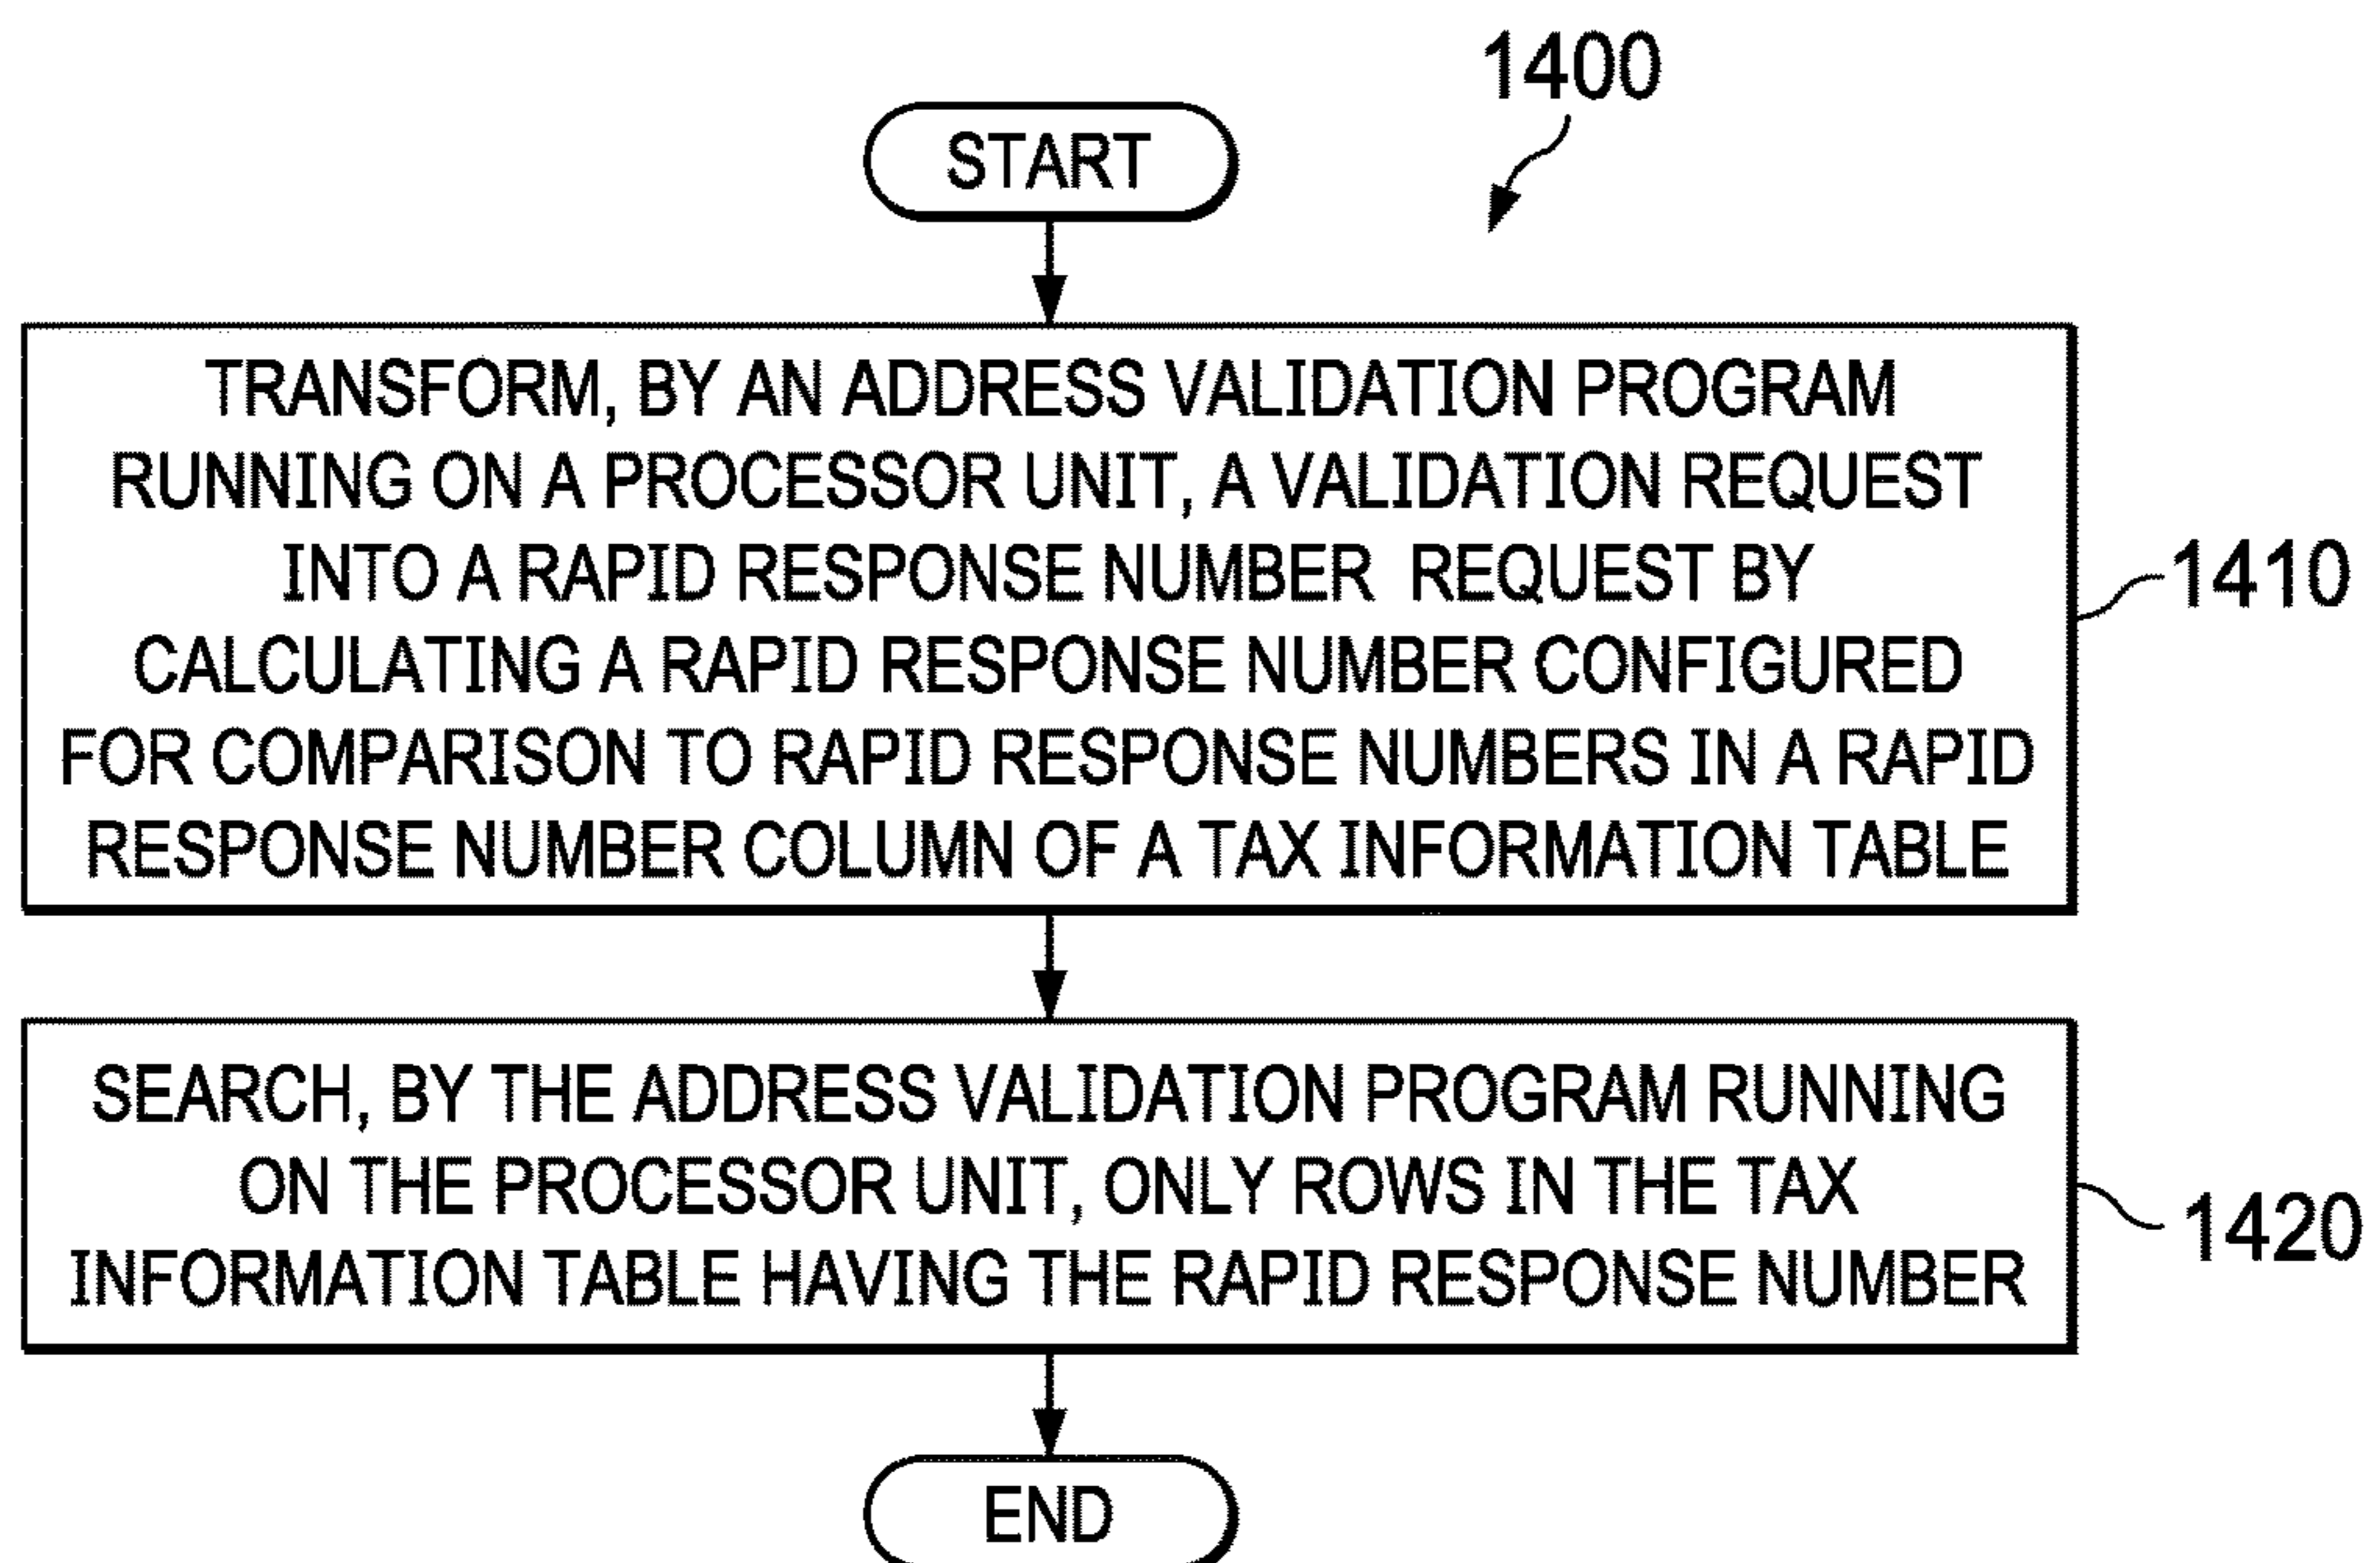 1400
START
TRANSFORM, BY AN ADDRESS VALIDATION PROGRAM
RUNNING ON A PROCESSOR UNIT, A VALIDATION REQUEST
INTO A RAPID RESPONSE NUMBER REQUEST BY
CALCULATING A RAPID RESPONSE NUMBER CONFIGURED
FOR COMPARISON TO RAPID RESPONSE NUMBERS IN A RAPID
RESPONSE NUMBER COLUMN OF A TAX INFORMATION TABLE
1410
SEARCH, BY THE ADDRESS VALIDATION PROGRAM RUNNING
ON THE PROCESSOR UNIT, ONLY ROWS IN THE TAX
INFORMATION TABLE HAVING THE RAPID RESPONSE NUMBER
1420
END